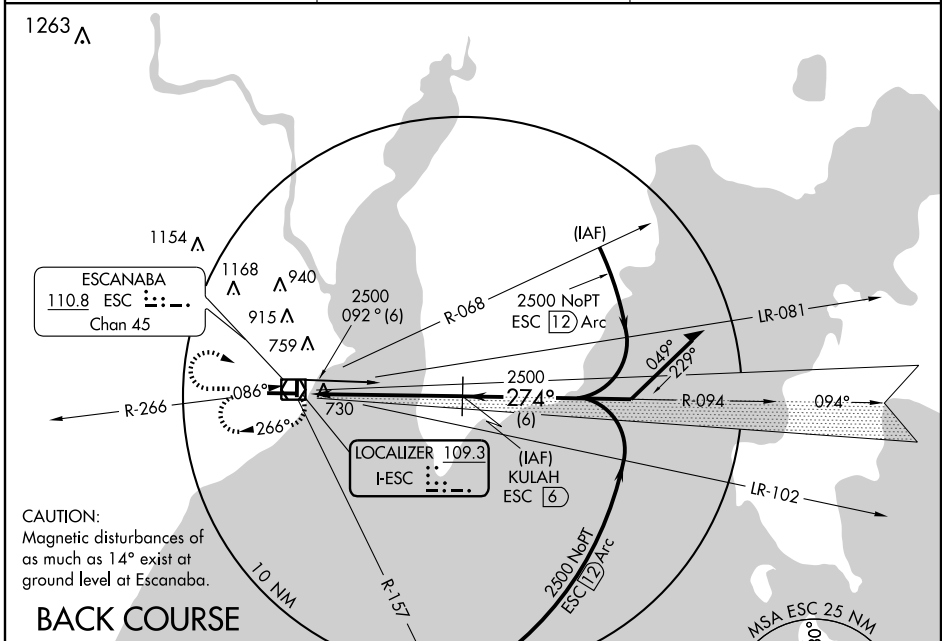 1263
(IAF)
1154
ESCANABA
110.8 ESC
Chan 45
1168
940
2500
092° (6)
R-068
2500 NoPT
ESC 12 Arc
LR-081
915
759
049°
229°
2500
086°
274°
R-094
094°
R-266
730
(6)
266°
LOCALIZER 109.3
I-ESC
(IAF)
KULAH
ESC 6
LR-102
CAUTION:
Magnetic disturbances of
as much as 14° exist at
ground level at Escanaba.
10 NM
R-157
2500 NoPT
ESC 12 Arc
BACK COURSE
MSA ESC 25 NM